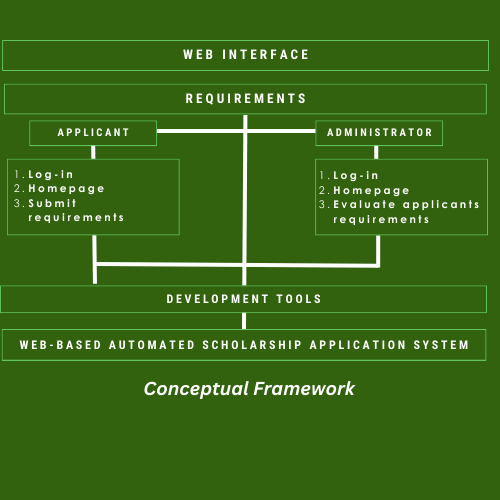 WEB INTERFACE
REQUIREMENTS
APPLICANT
ADMINISTRATOR
1. Log-in
2. Homepage
3. Submit
requirements
1. Log-in
2. Homepage
3. Evaluate applicants
requirements
DEVELOPMENT TOOLS
WEB-BASED AUTOMATED SCHOLARSHIP APPLICATION SYSTEM
Conceptual Framework